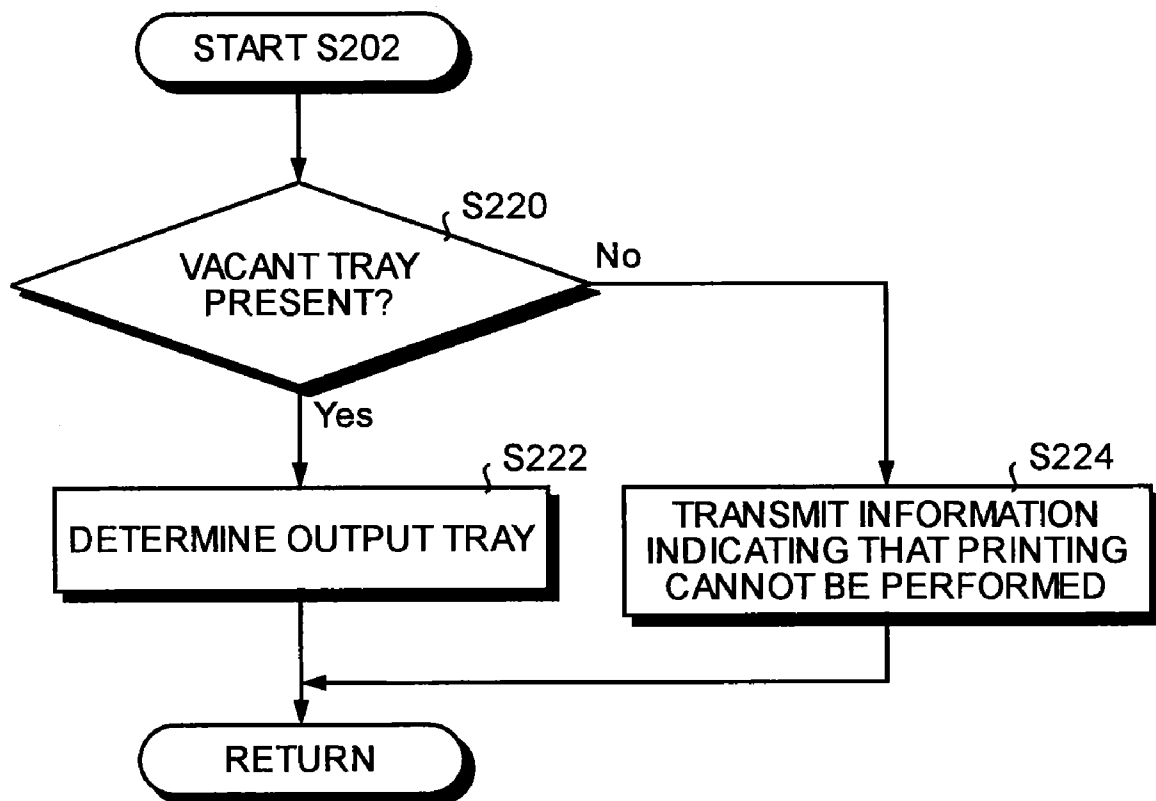 START S202
S220
VACANT TRAY
PRESENT?
No
Yes
S222
DETERMINE OUTPUT TRAY
S224
TRANSMIT INFORMATION
INDICATING THAT PRINTING
CANNOT BE PERFORMED
RETURN